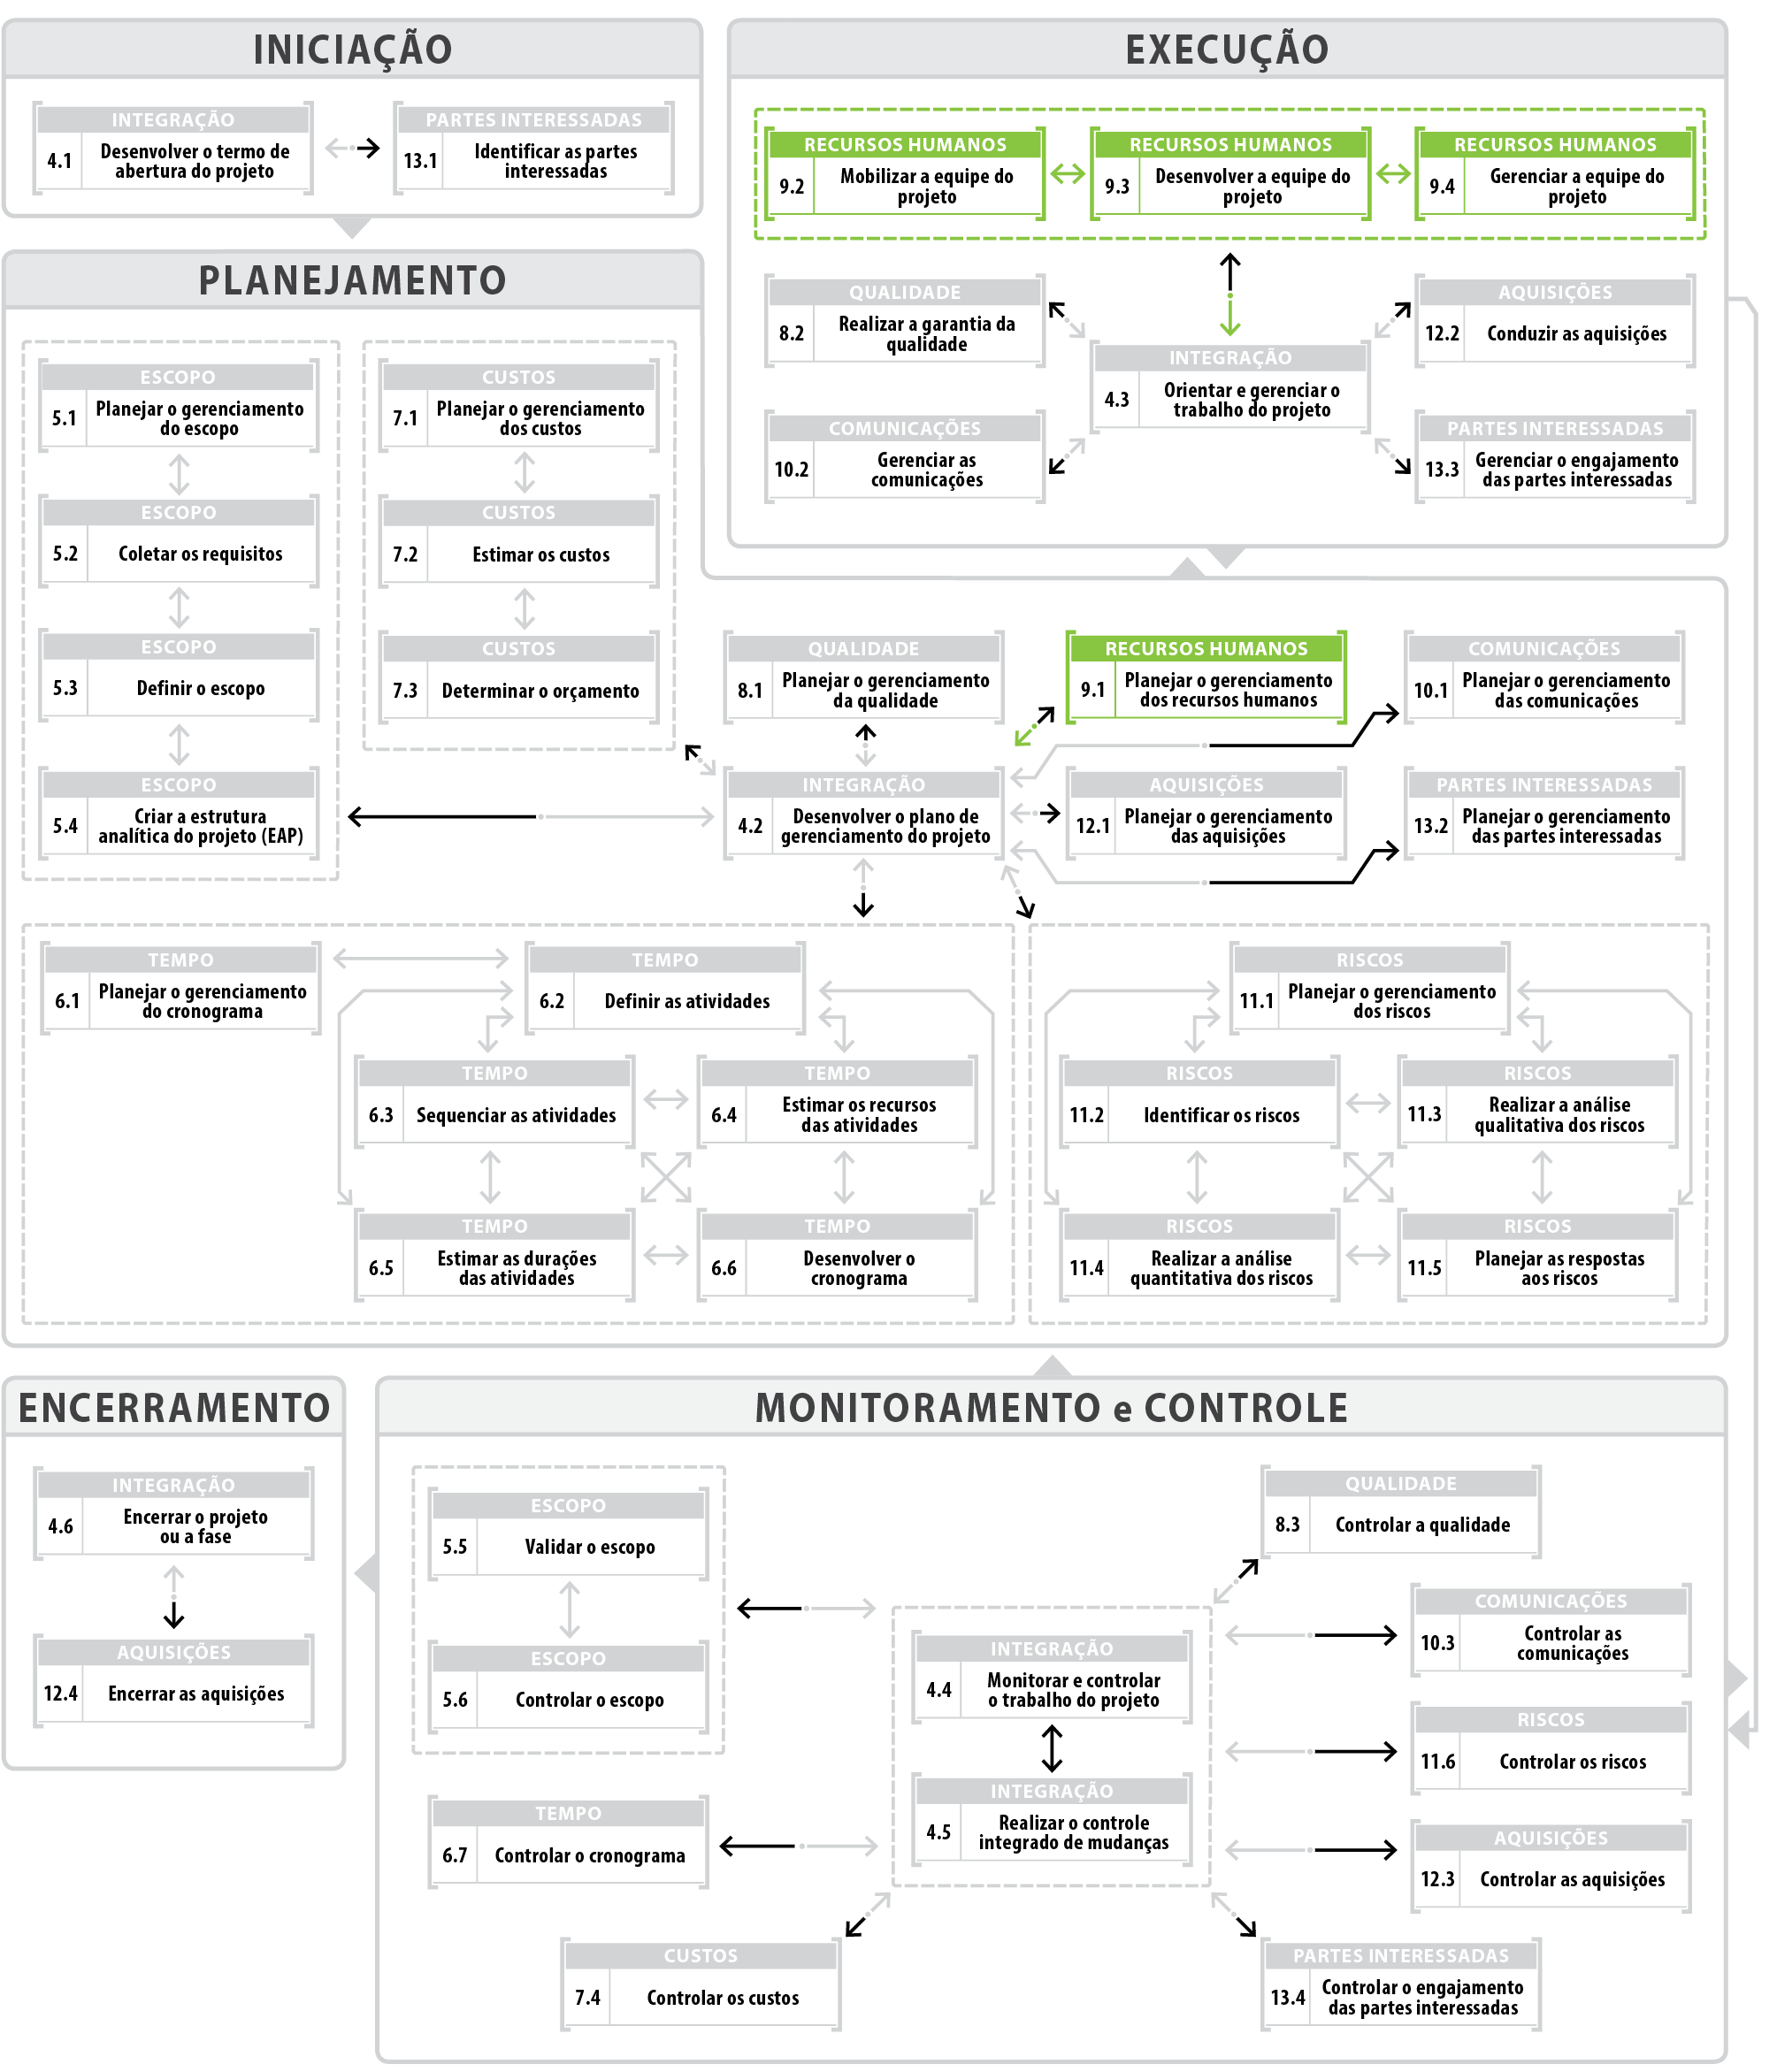 INICIAÇÃO
INTEGRAÇÃO
4.1
Desenvolver o termo de
abertura do projeto
PARTES INTERESSADAS
13.1
Identificar as partes
interessadas
EXECUÇÃO
RECURSOS HUMANOS
9.2
Mobilizar a equipe do
projeto
RECURSOS HUMANOS
9.3
Desenvolver a equipe do
projeto
RECURSOS HUMANOS
9.4
Gerenciar a equipe do
projeto
QUALIDADE
8.2
Realizar a garantia da
qualidade
AQUISIÇÕES
12.2
Conduzir as aquisições
INTEGRAÇÃO
4.3
Orientar e gerenciar o
trabalho do projeto
COMUNICAÇÕES
10.2
Gerenciar as
comunicações
PARTES INTERESSADAS
13.3
Gerenciar o engajamento
das partes interessadas
PLANEJAMENTO
ESCOPO
5.1
Planejar o gerenciamento
do escopo
ESCOPO
5.2
Coletar os requisitos
ESCOPO
5.3
Definir o escopo
ESCOPO
5.4
Criar a estrutura
analítica do projeto (EAP)
CUSTOS
7.1
Planejar o gerenciamento
dos custos
CUSTOS
7.2
Estimar os custos
CUSTOS
7.3
Determinar o orçamento
QUALIDADE
8.1
Planejar o gerenciamento
da qualidade
RECURSOS HUMANOS
9.1
Planejar o gerenciamento
dos recursos humanos
COMUNICAÇÕES
10.1
Planejar o gerenciamento
das comunicações
INTEGRAÇÃO
4.2
Desenvolver o plano de
gerenciamento do projeto
AQUISIÇÕES
12.1
Planejar o gerenciamento
das aquisições
PARTES INTERESSADAS
13.2
Planejar o gerenciamento
das partes interessadas
TEMPO
6.1
Planejar o gerenciamento
do cronograma
TEMPO
6.2
Definir as atividades
TEMPO
6.3
Sequenciar as atividades
TEMPO
6.4
Estimar os recursos
das atividades
TEMPO
6.5
Estimar as durações
das atividades
TEMPO
6.6
Desenvolver o
cronograma
RISCOS
11.1
Planejar o gerenciamento
dos riscos
RISCOS
11.2
Identificar os riscos
RISCOS
11.3
Realizar a análise
qualitativa dos riscos
RISCOS
11.4
Realizar a análise
quantitativa dos riscos
RISCOS
11.5
Planejar as respostas
aos riscos
ENCERRAMENTO
INTEGRAÇÃO
4.6
Encerrar o projeto
ou a fase
AQUISIÇÕES
12.4
Encerrar as aquisições
MONITORAMENTO e CONTROLE
ESCOPO
5.5
Validar o escopo
ESCOPO
5.6
Controlar o escopo
TEMPO
6.7
Controlar o cronograma
CUSTOS
7.4
Controlar os custos
INTEGRAÇÃO
4.4
Monitorar e controlar
o trabalho do projeto
INTEGRAÇÃO
4.5
Realizar o controle
integrado de mudanças
QUALIDADE
8.3
Controlar a qualidade
COMUNICAÇÕES
10.3
Controlar as
comunicações
RISCOS
11.6
Controlar os riscos
AQUISIÇÕES
12.3
Controlar as aquisições
PARTES INTERESSADAS
13.4
Controlar o engajamento
das partes interessadas